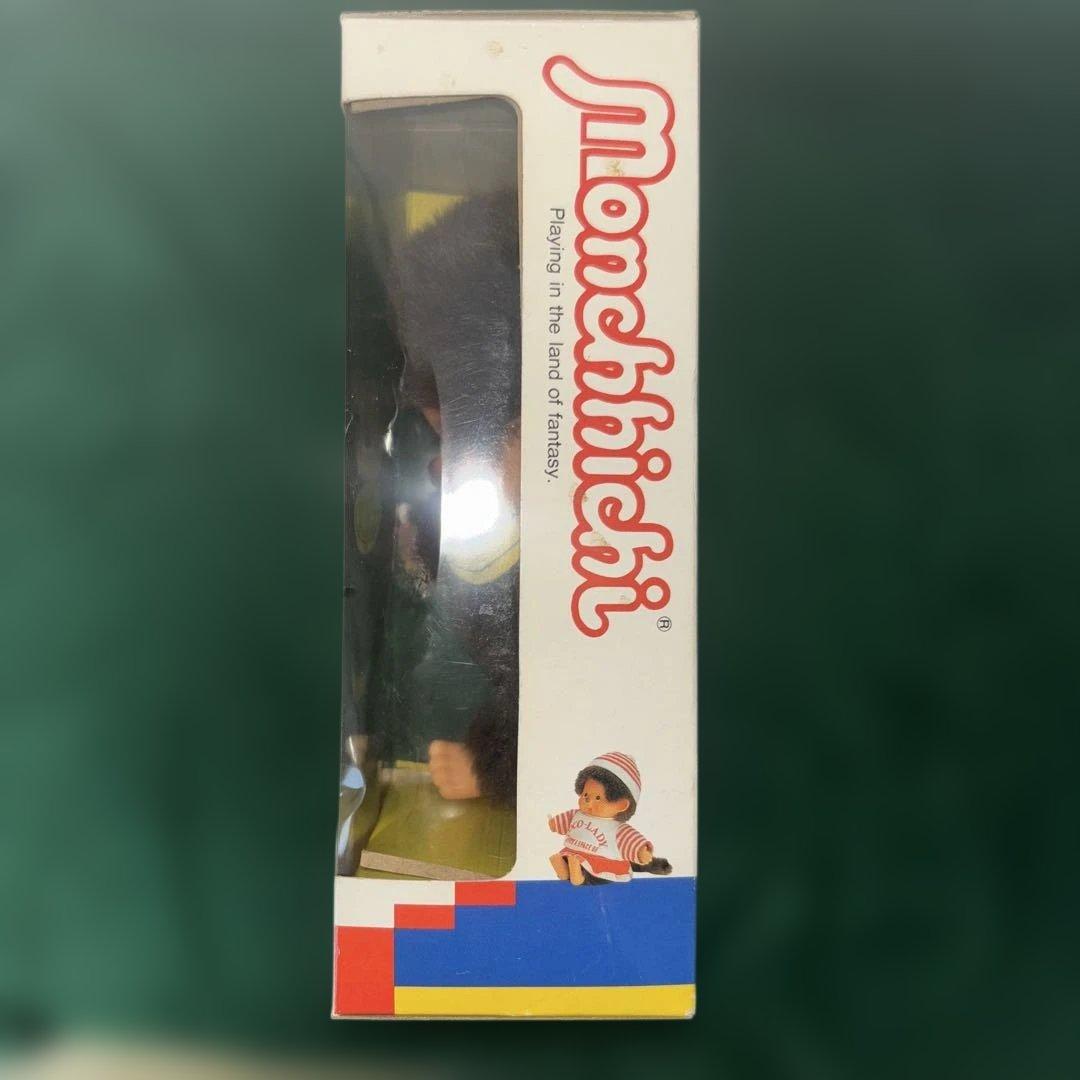 Monchhichi®
Playing in the land of fantasy.